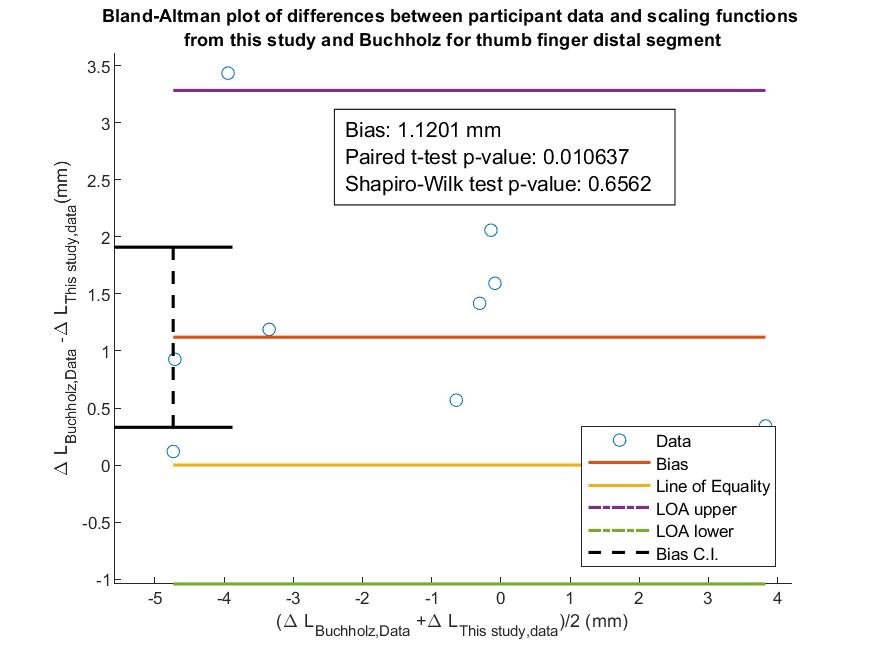 Bland-Altman plot of differences between participant data and scaling functions
from this study and Buchholz for thumb finger distal segment
3.5
3
2.5
2
1.5
1
0.5
0
-0.5
-1
Δ L_Buchholz,Data -Δ L_This study,data (mm)
Bias: 1.1201 mm
Paired t-test p-value: 0.010637
Shapiro-Wilk test p-value: 0.6562
Data
Bias
Line of Equality
LOA upper
LOA lower
Bias C.I.
-5 -4 -3 -2 -1 0 1 2 3 4
(Δ L_Buchholz,Data +Δ L_This study,data)/2 (mm)